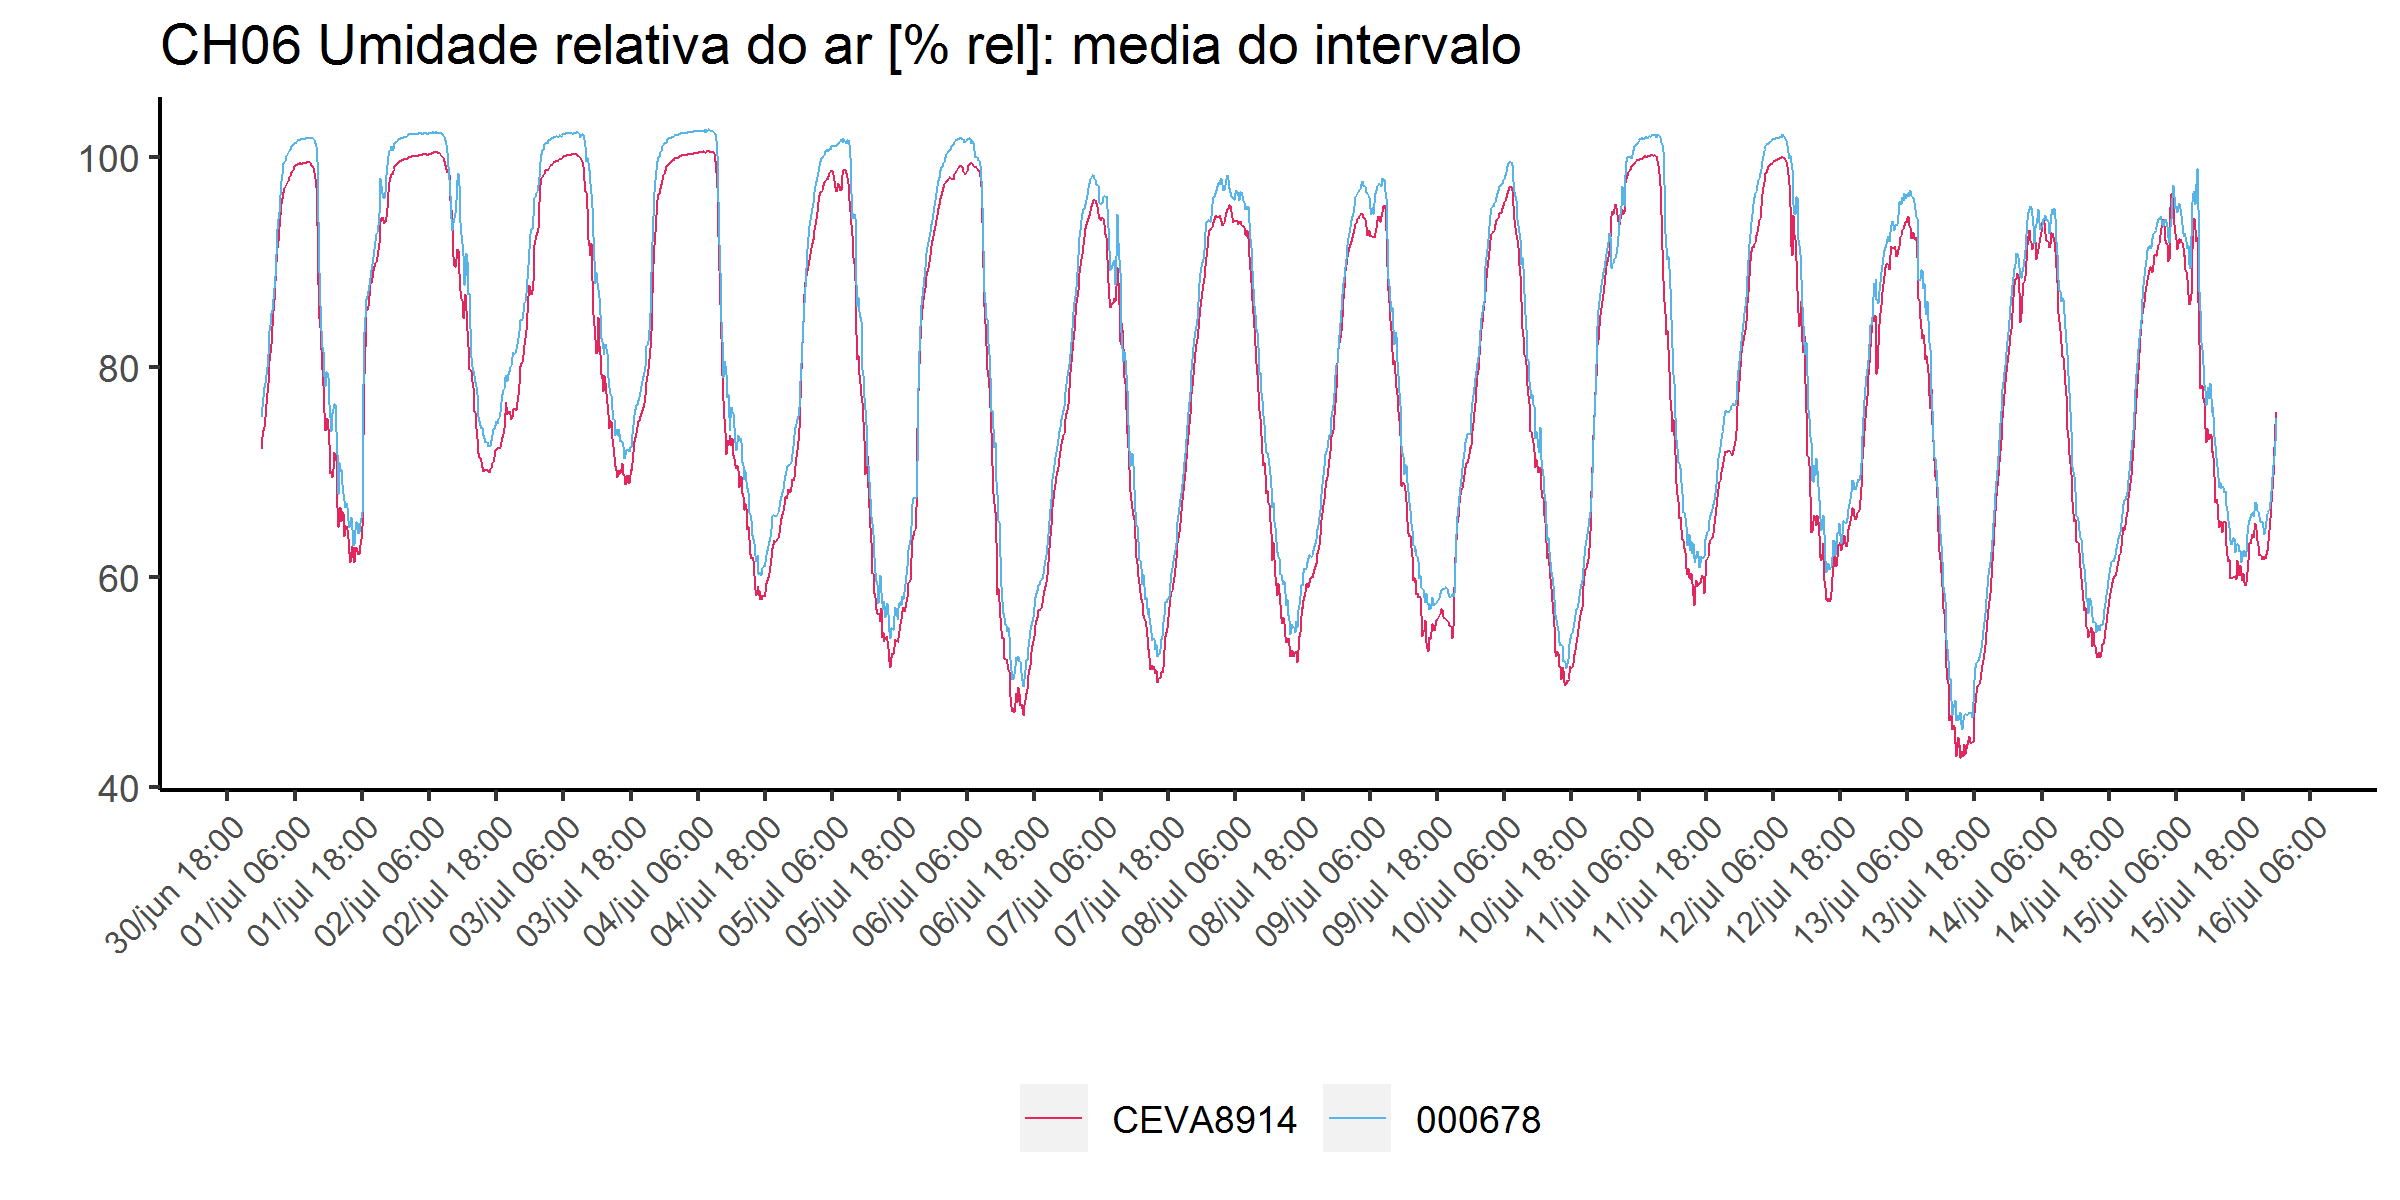 CH06 Umidade relativa do ar [% rel]: media do intervalo
100
80
60
40
30/jun 18:00
01/jul 06:00
01/jul 18:00
02/jul 06:00
02/jul 18:00
03/jul 06:00
03/jul 18:00
04/jul 06:00
04/jul 18:00
05/jul 06:00
05/jul 18:00
06/jul 06:00
06/jul 18:00
07/jul 06:00
07/jul 18:00
08/jul 06:00
08/jul 18:00
09/jul 06:00
09/jul 18:00
10/jul 06:00
10/jul 18:00
11/jul 06:00
11/jul 18:00
12/jul 06:00
12/jul 18:00
13/jul 06:00
13/jul 18:00
14/jul 06:00
14/jul 18:00
15/jul 06:00
15/jul 18:00
16/jul 06:00
CEVA8914 000678